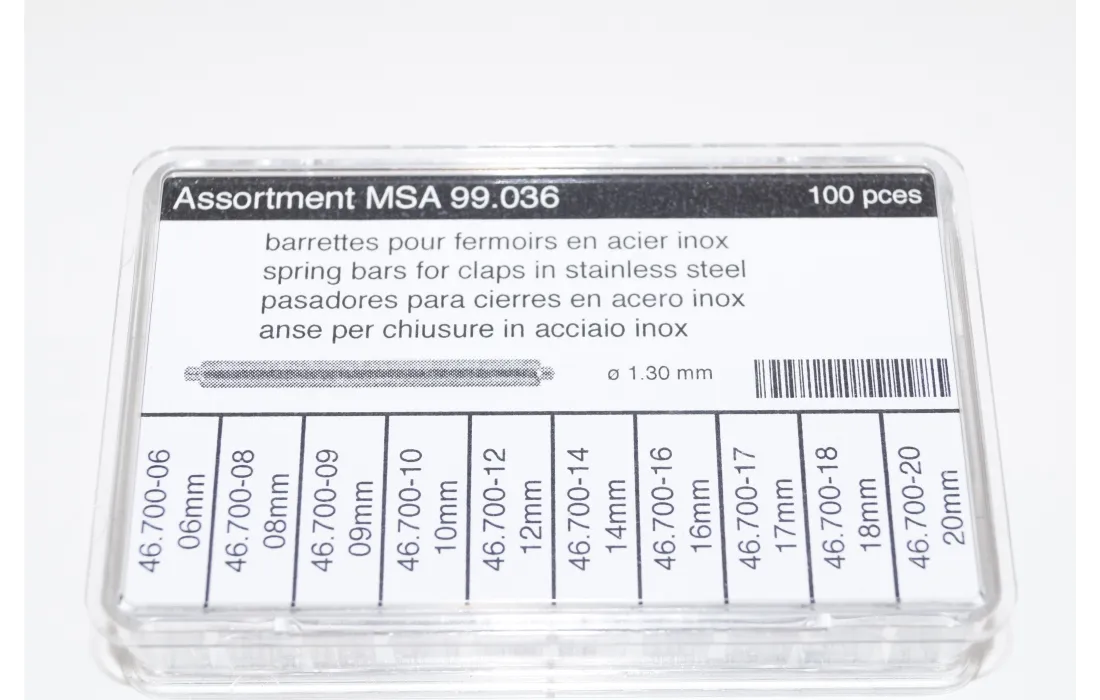 Assortment MSA 99.036 100 pces
barrettes pour fermoirs en acier inox
spring bars for claps in stainless steel
pasadores para cierres en acero inox
anse per chiusure in acciaio inox
ø 1.30 mm
46.700-06
06mm
46.700-08
08mm
46.700-09
09mm
46.700-10
10mm
46.700-12
12mm
46.700-14
14mm
46.700-16
16mm
46.700-17
17mm
46.700-18
18mm
46.700-20
20mm